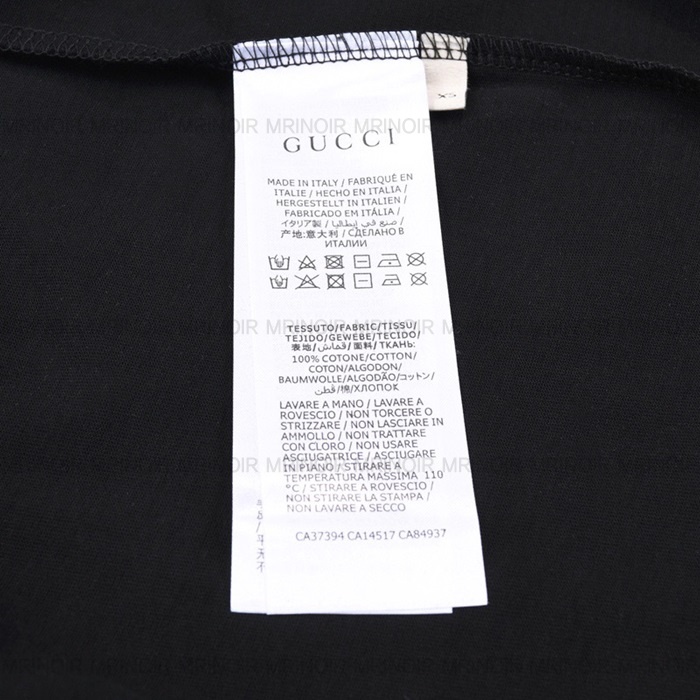 XS
MRINOIR MRINOIR MRINOIR MRINOIR MRINOIR MRINOIR MRINOIR
GUCCI
MADE IN ITALY / FABRIQUÉ EN
ITALIE / HECHO EN ITALIA /
HERGESTELLT IN ITALIEN /
FABRICADO EM ITÁLIA /
イタリア製 / صنع في إيطاليا /
产地:意大利 / СДЕЛАНО В
ИТАЛИИ
TESSUTO/FABRIC/TISSU/
TEJIDO/GEWEBE/TECIDO/
表地/قماش/面料/ТКАНЬ:
100% COTONE/COTTON/
COTON/ALGODON/
BAUMWOLLE/ALGODÃO/コットン/
قطن/棉/ХЛОПОК
LAVARE A MANO / LAVARE A
ROVESCIO / NON TORCERE O
STRIZZARE / NON LASCIARE IN
AMMOLLO / NON TRATTARE
CON CLORO / NON USARE
ASCIUGATRICE / ASCIUGARE
IN PIANO / STIRARE A
TEMPERATURA MASSIMA 110
°C / STIRARE A ROVESCIO /
NON STIRARE LA STAMPA /
NON LAVARE A SECCO
CA37394 CA14517 CA84937